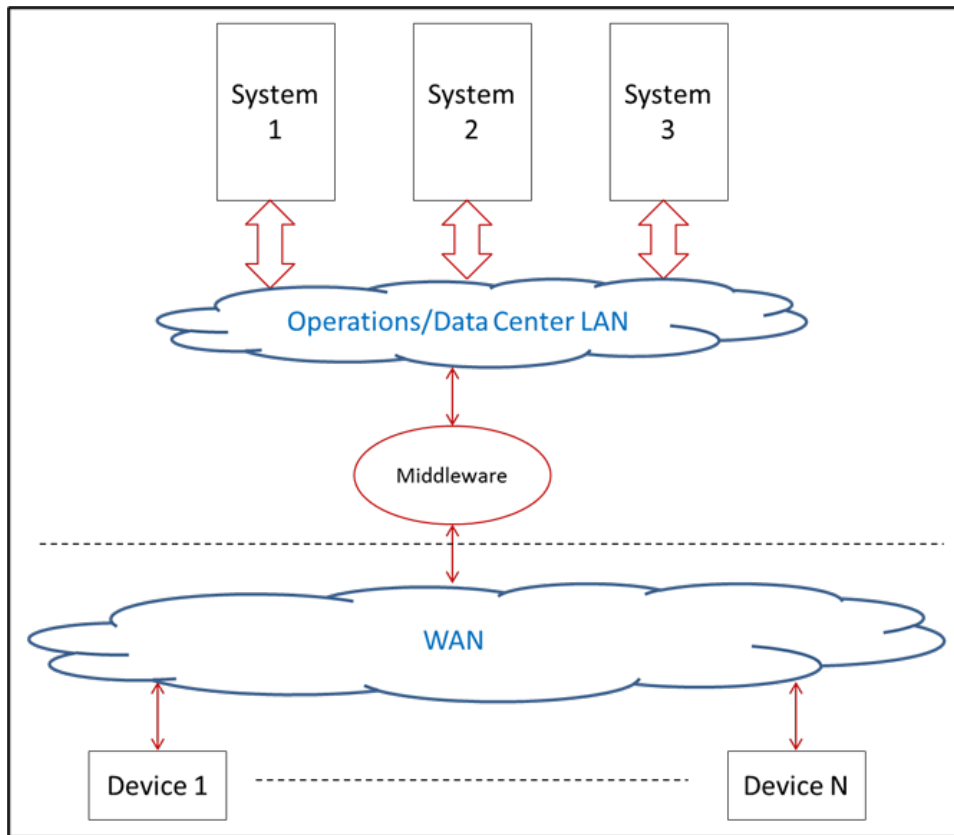 System
1
System
2
System
3
Operations/Data Center LAN
Middleware
WAN
Device 1
Device N